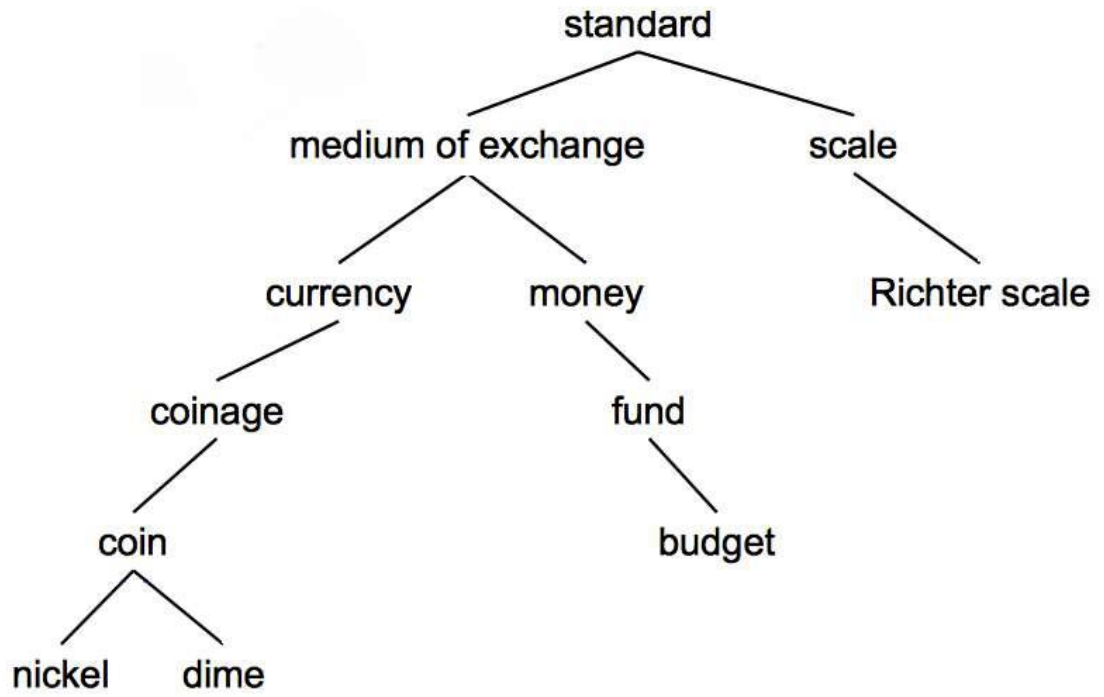 standard
medium of exchange
scale
currency
money
Richter scale
coinage
fund
coin
budget
nickel
dime